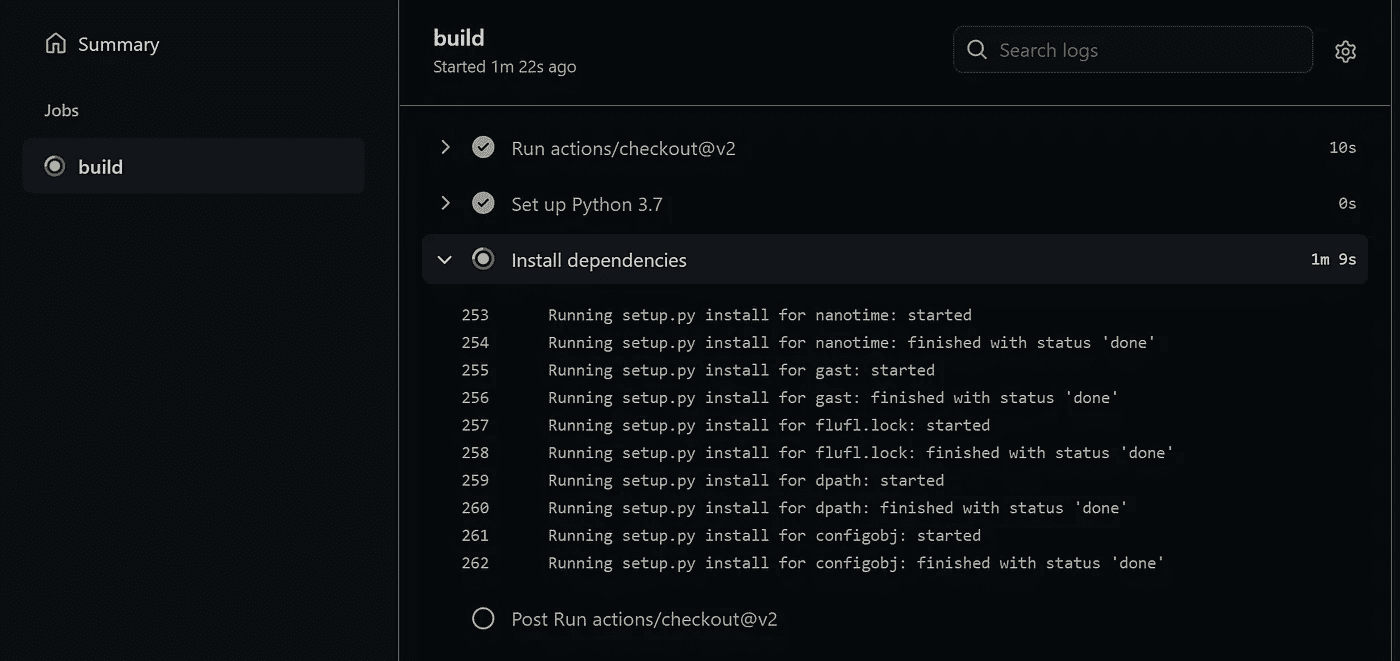 Summary
Jobs
build
build
Started 1m 22s ago
Search logs
Run actions/checkout@v2 10s
Set up Python 3.7 0s
Install dependencies 1m 9s
253 Running setup.py install for nanotime: started
254 Running setup.py install for nanotime: finished with status 'done'
255 Running setup.py install for gast: started
256 Running setup.py install for gast: finished with status 'done'
257 Running setup.py install for flufl.lock: started
258 Running setup.py install for flufl.lock: finished with status 'done'
259 Running setup.py install for dpath: started
260 Running setup.py install for dpath: finished with status 'done'
261 Running setup.py install for configobj: started
262 Running setup.py install for configobj: finished with status 'done'
Post Run actions/checkout@v2